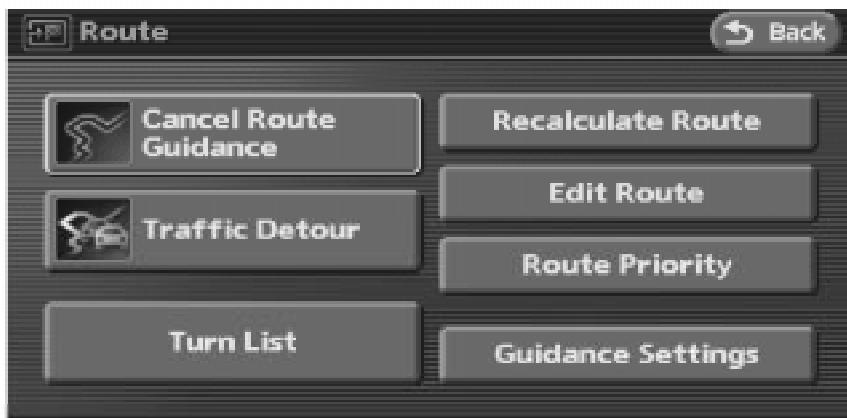 Route
Back
Cancel Route
Guidance
Traffic Detour
Turn List
Recalculate Route
Edit Route
Route Priority
Guidance Settings